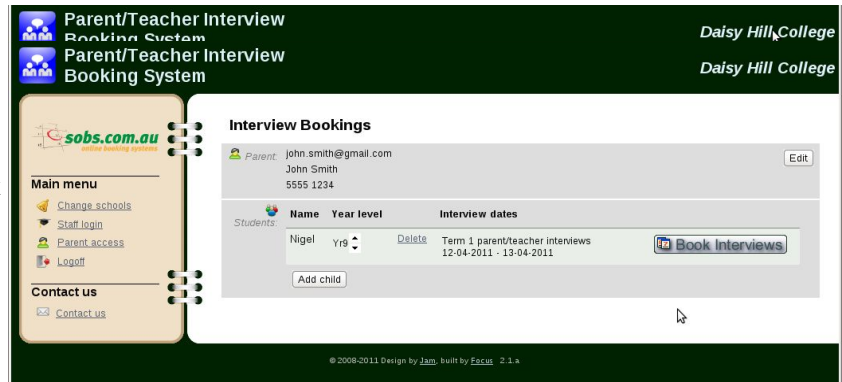 Parent/Teacher Interview
Booking System
Daisy Hill College
Parent/Teacher Interview
Booking System
Daisy Hill College
sobs.com.au
online booking systems
Main menu
Change schools
Staff login
Parent access
Logoff
Contact us
Contact us
Interview Bookings
Parent: john.smith@gmail.com
John Smith
5555 1234
Edit
Students:
Name Year level Interview dates
Nigel Yr9 Delete Term 1 parent/teacher interviews
12-04-2011 - 13-04-2011
Book Interviews
Add child
© 2008-2011 Design by Jam, built by Focus 2.1.a